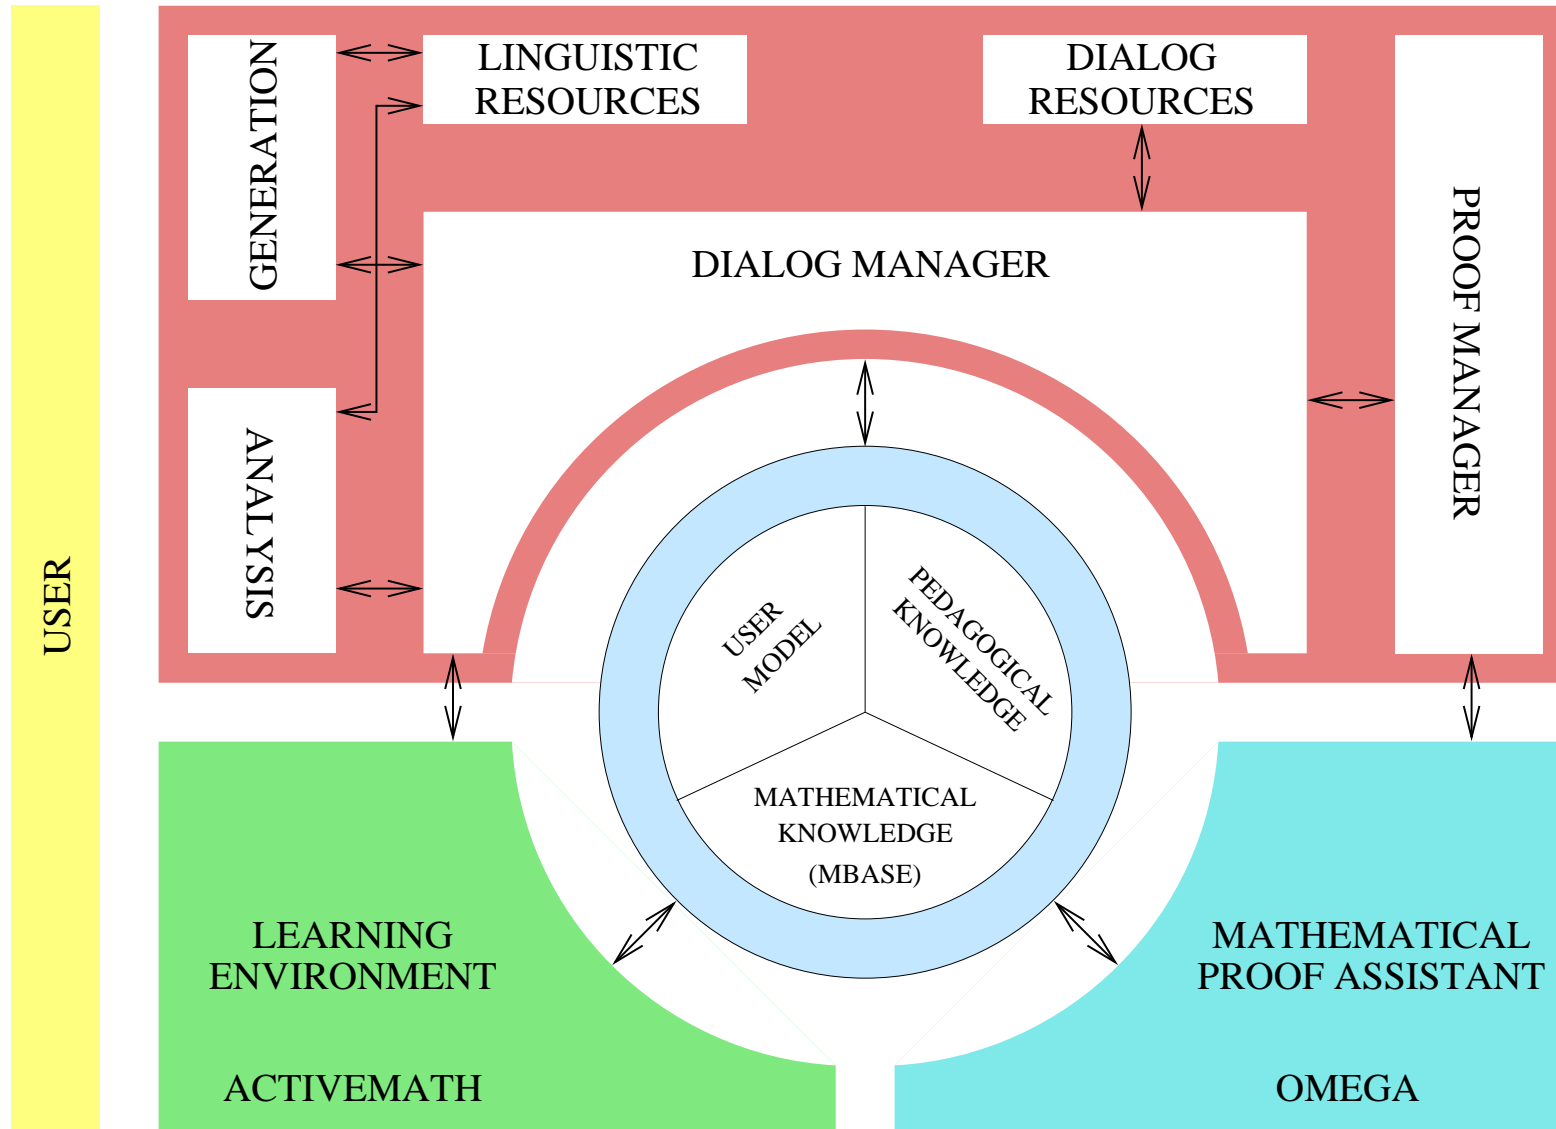 USER
GENERATION
LINGUISTIC
RESOURCES
DIALOG
RESOURCES
DIALOG MANAGER
PROOF MANAGER
ANALYSIS
USER
MODEL
PEDAGOGICAL
KNOWLEDGE
MATHEMATICAL
KNOWLEDGE
(MBASE)
LEARNING
ENVIRONMENT
ACTIVEMATH
MATHEMATICAL
PROOF ASSISTANT
OMEGA